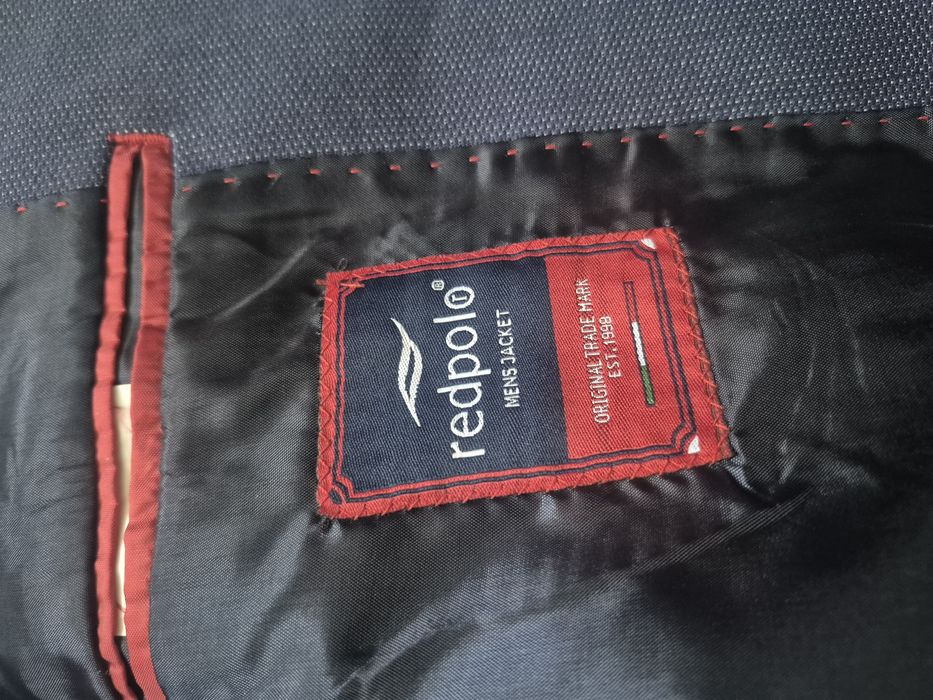 redpolo®
MENS JACKET
ORIGINAL TRADE MARK
EST. 1998